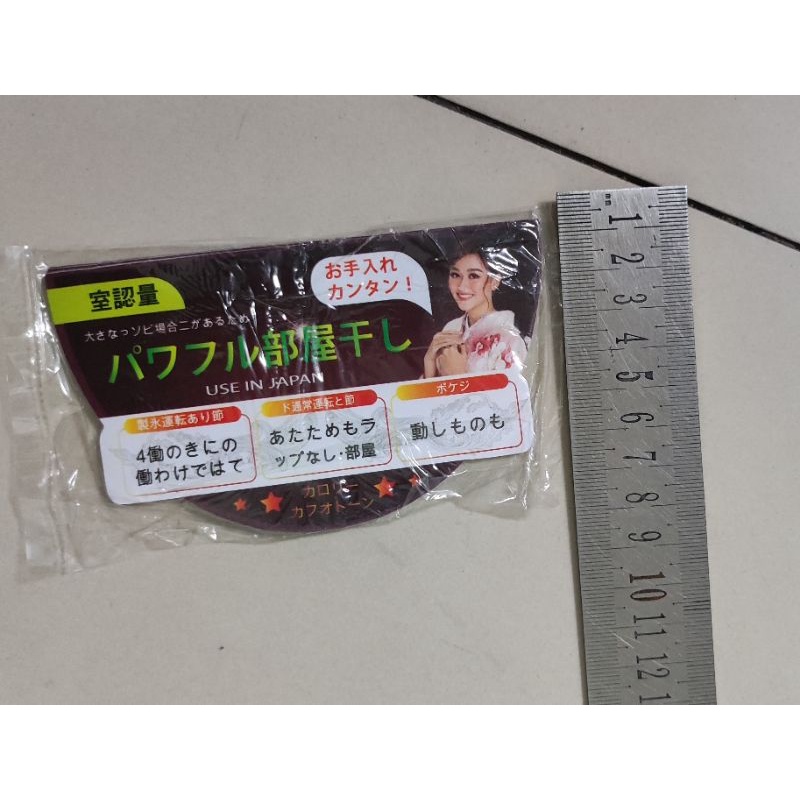 室認量
お手入れ
カンタン!
大きなっソビ場合二があるため
パワフル部屋干し
USE IN JAPAN
製氷運転あり節
4働のきにの
働わけではて
ド通常運転と節
あたためもラ
ップなし・部屋
ポケジ
動しものも
カロリー
カフオトーン
mm
1
2
3
4
5
6
7
8
9
10
11
12
1